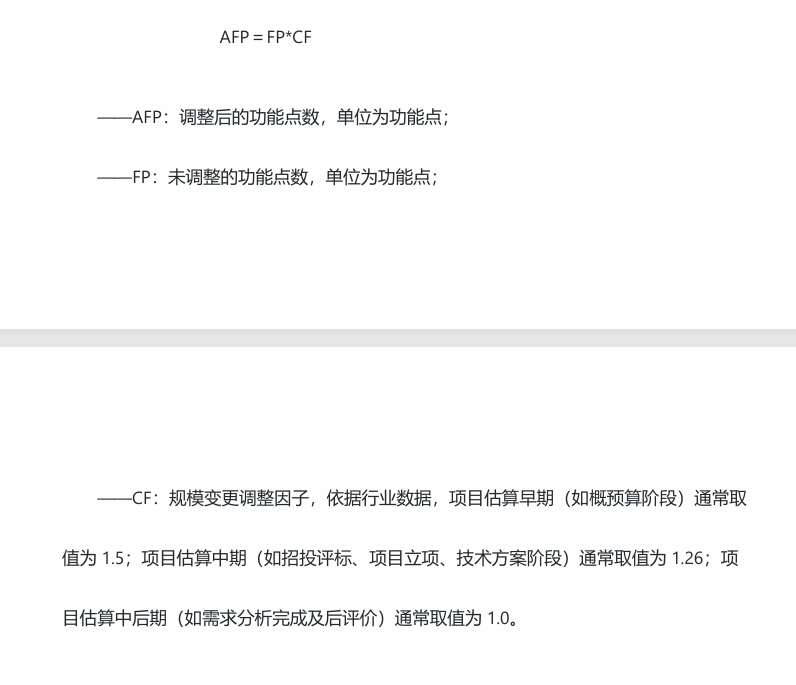 AFP＝FP*CF
——AFP：调整后的功能点数，单位为功能点；
——FP：未调整的功能点数，单位为功能点；
——CF：规模变更调整因子，依据行业数据，项目估算早期（如概预算阶段）通常取
值为 1.5；项目估算中期（如招投评标、项目立项、技术方案阶段）通常取值为 1.26；项
目估算中后期（如需求分析完成及后评价）通常取值为 1.0。